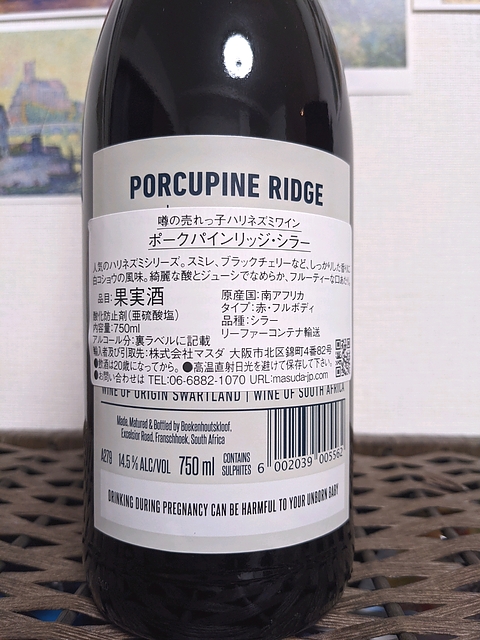 PORCUPINE RIDGE
噂の売れっ子ハリネズミワイン
ポークパインリッジ・シラー
人気のハリネズミシリーズ。スミレ、ブラックチェリーなど、しっかりした香りに
白コショウの風味。綺麗な酸とジューシでなめらか、フルーティーな口あたり。
品目:果実酒 原産国:南アフリカ
酸化防止剤(亜硫酸塩) タイプ:赤・フルボディ
内容量:750ml 品種:シラー
アルコール分:裏ラベルに記載 リーファーコンテナ輸送
輸入者及び引取先:株式会社マスダ 大阪市北区錦町4番82号
●飲酒は20歳になってから。●高温直射日光を避けて保存して下さい。
●お問い合わせは TEL:06-6882-1070 URL:masuda-jp.com
WINE OF ORIGIN SWARTLAND | WINE OF SOUTH AFRICA
Made, Matured & Bottled by Boekenhoutskloof,
Excelsior Road, Franschhoek, South Africa
A279 14.5% ALC/VOL 750 ml CONTAINS SULPHITES
6 002039 005562
DRINKING DURING PREGNANCY CAN BE HARMFUL TO YOUR UNBORN BABY